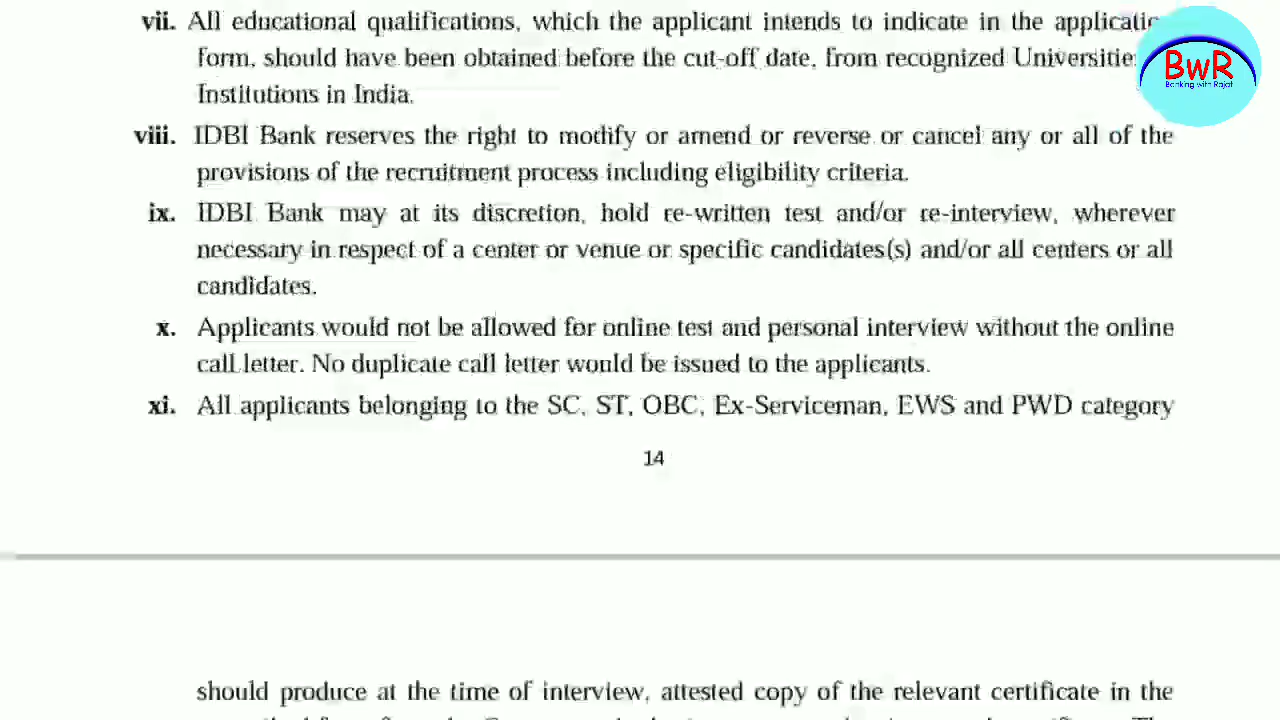 vii. All educational qualifications, which the applicant intends to indicate in the
form, should have been obtained before the cut-off date, from recognized
Institutions in India.
viii. IDBI Bank reserves the right to modify or amend or reverse or cancel any or all of the
provisions of the recruitment process including eligibility criteria.
ix. IDBI Bank may at its discretion, hold re-written test and/or re-interview, wherever
necessary in respect of a center or venue or specific candidates(s) and/or all centers or all
candidates.
x. Applicants would not be allowed for online test and personal interview without the online
call letter. No duplicate call letter would be issued to the applicants.
xi. All applicants belonging to the SC, ST, OBC, Ex-Serviceman, EWS and PWD category
14
should produce at the time of interview, attested copy of the relevant certificate in the
BwR
Banking with Rajat